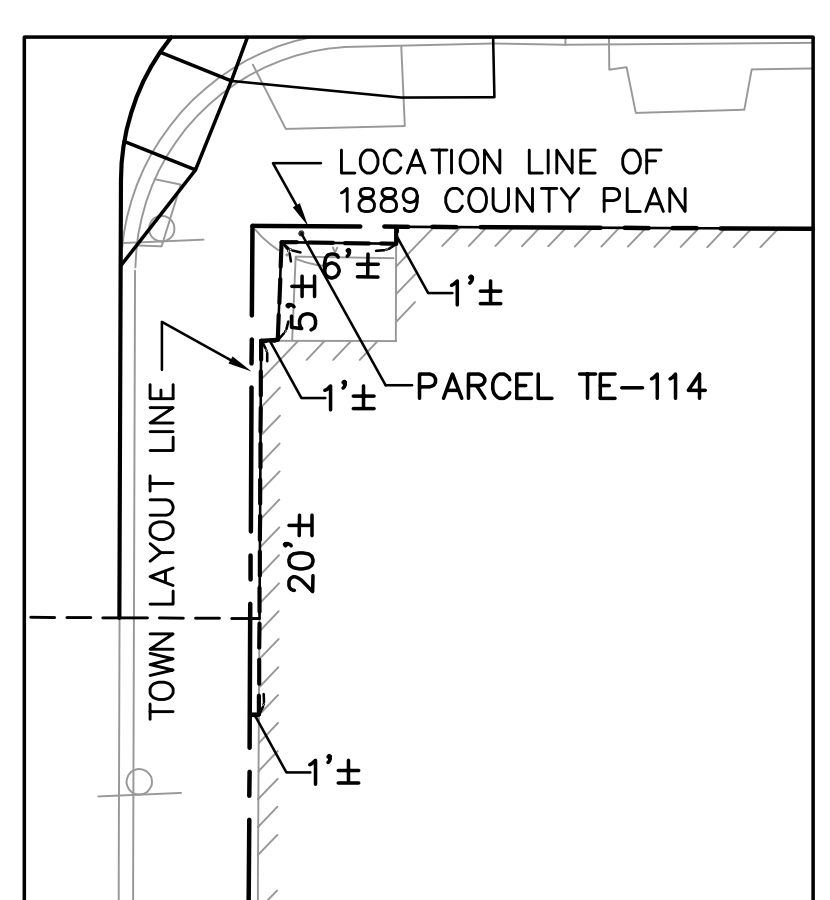 LOCATION LINE OF
1889 COUNTY PLAN
6'±
1'±
5'±
1'±
PARCEL TE-114
TOWN LAYOUT LINE
20'±
1'±